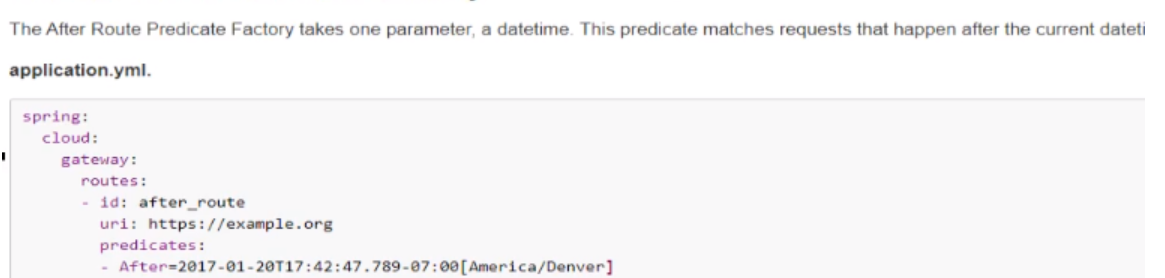 The After Route Predicate Factory takes one parameter, a datetime. This predicate matches requests that happen after the current dateti
application.yml.
spring:
  cloud:
    gateway:
      routes:
      - id: after_route
        uri: https://example.org
        predicates:
        - After=2017-01-20T17:42:47.789-07:00[America/Denver]